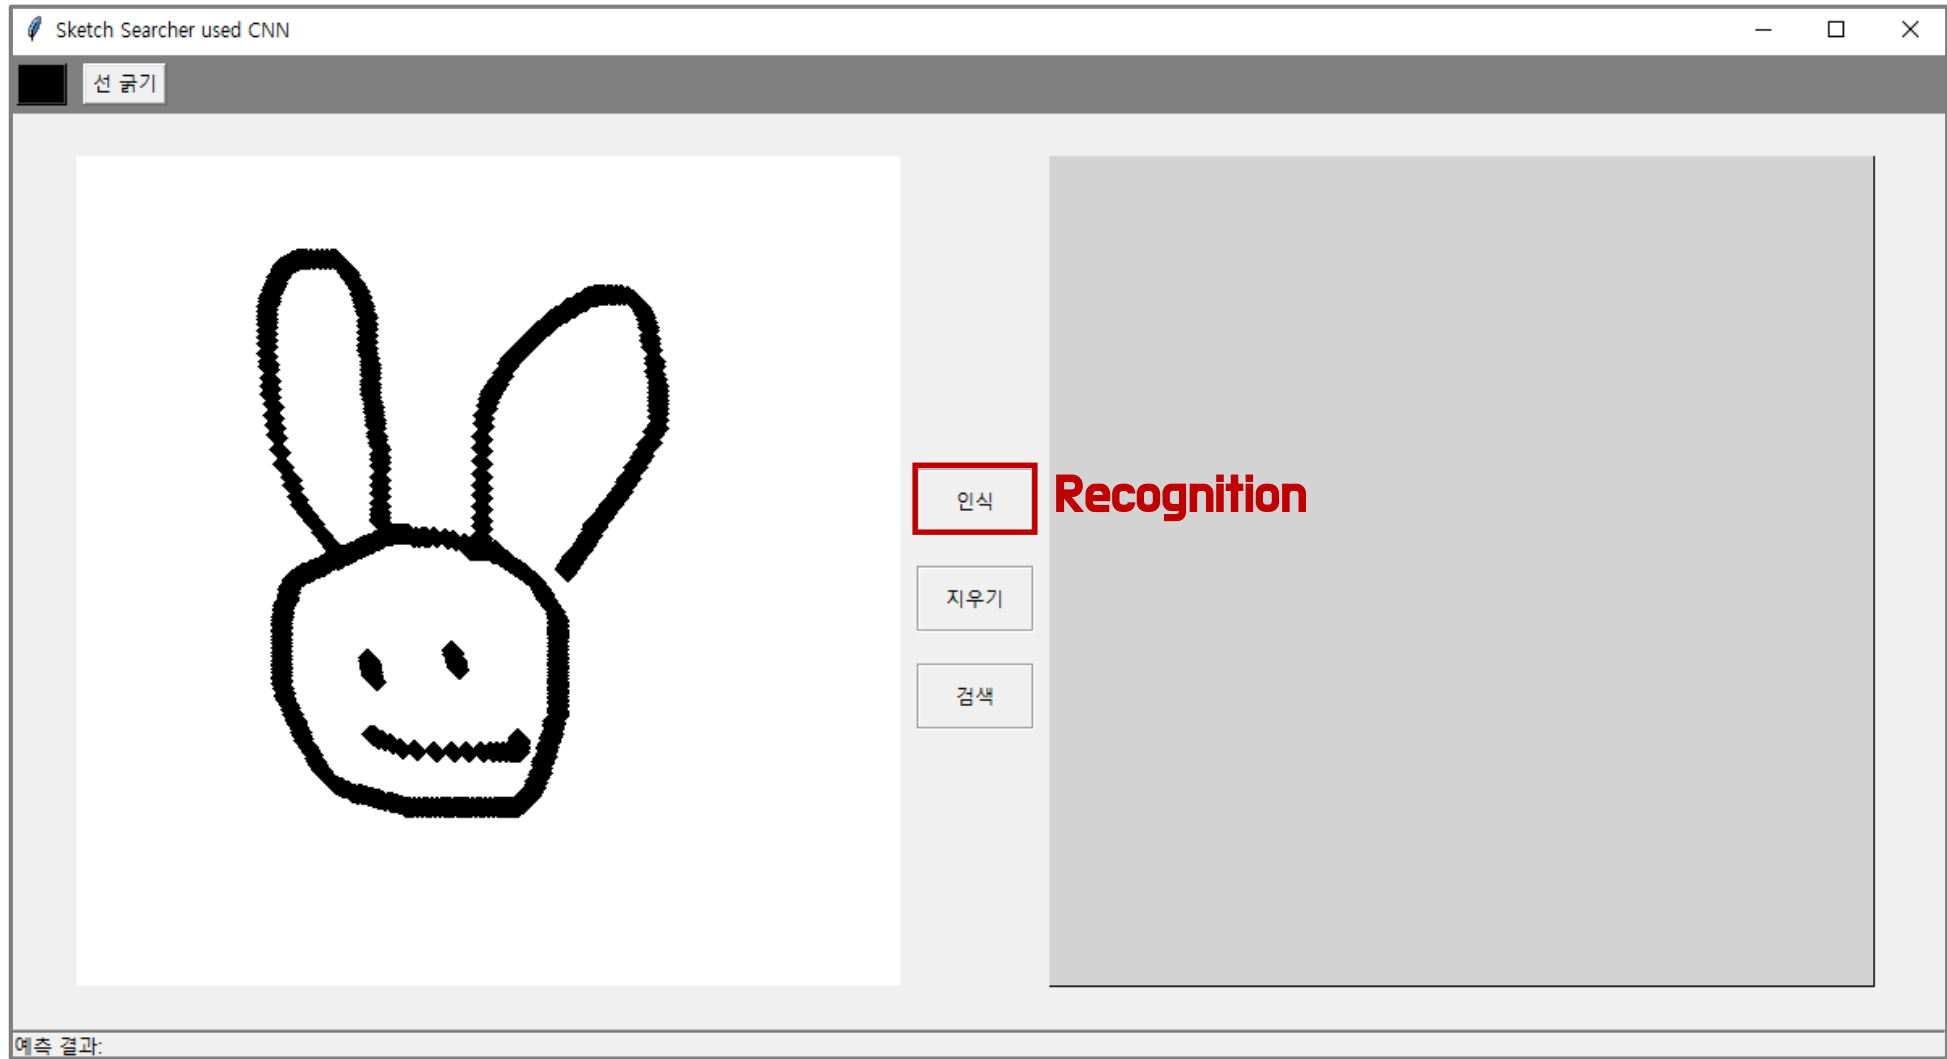 Sketch Searcher used CNN
선 굵기
인식
Recognition
지우기
검색
예측 결과: